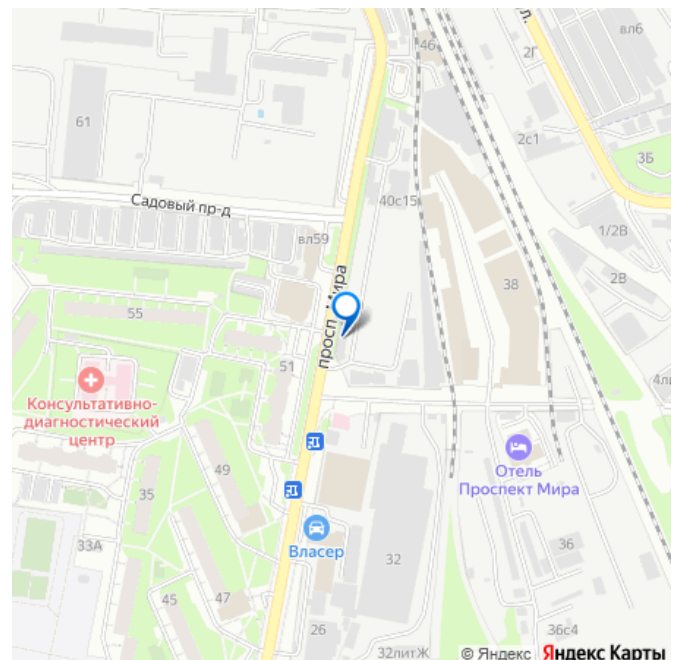 вл6
46
2Г
61
2с1
3Б
Садовый пр-д
40с15
вл59
1/2В
2В
38
просп. Мира
55
51
4ли
Консультативно-
диагностический
центр
49
Отель
Проспект Мира
35
Власер
33А
32
36
45
47
26
36с4
32литЖ
© Яндекс Яндекс Карты